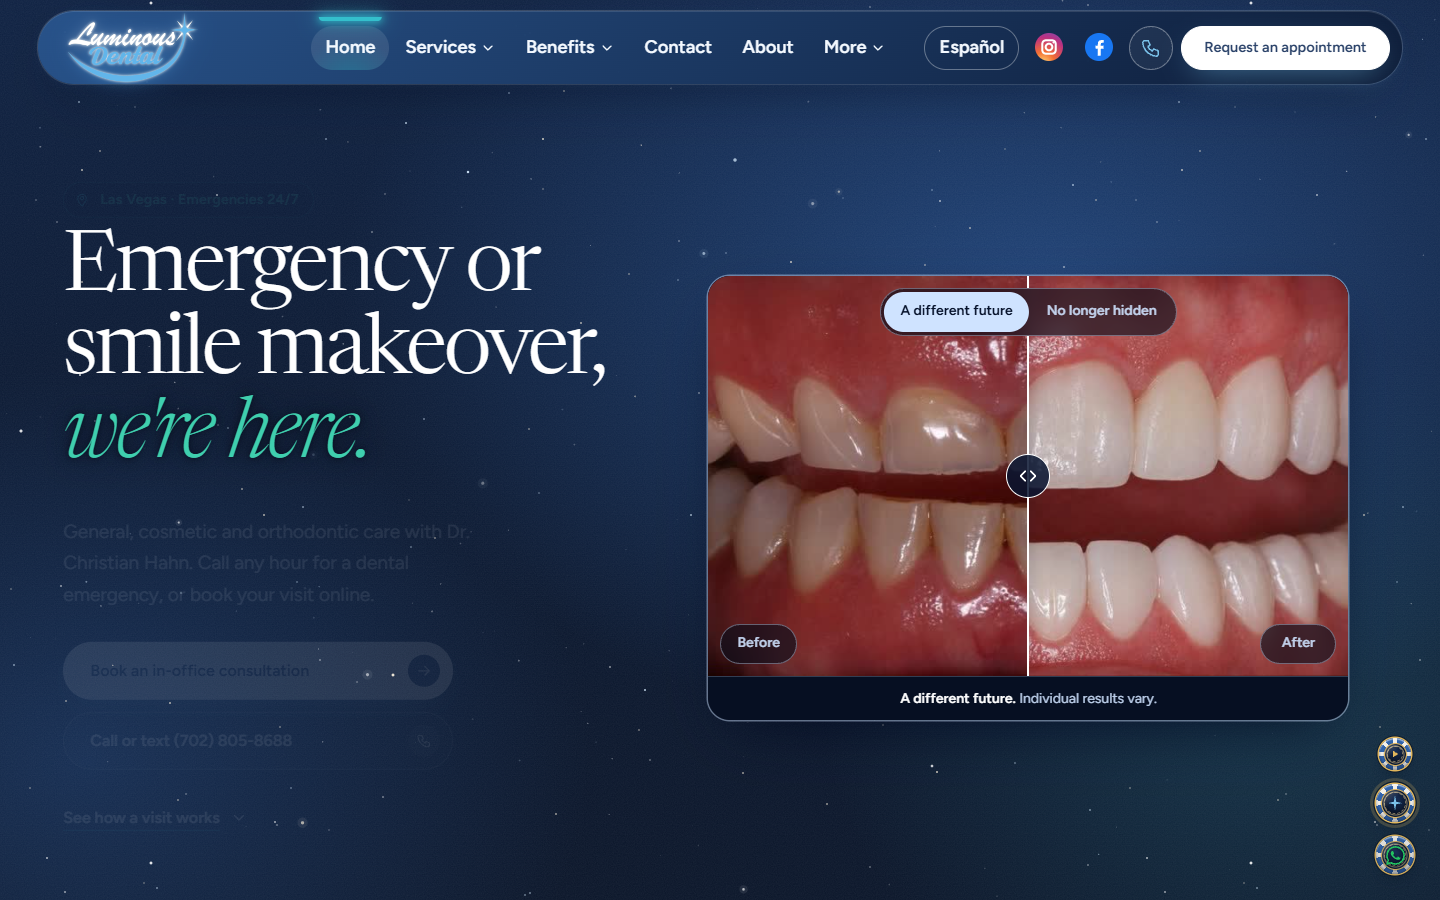 Luminous
Dental
Home
Services
Benefits
Contact
About
More
Español
Request an appointment
Las Vegas · Emergencies 24/7
Emergency or
smile makeover,
we're here.
General, cosmetic and orthodontic care with Dr.
Christian Hahn. Call any hour for a dental
emergency, or book your visit online.
Book an in-office consultation
Call or text (702) 805-8688
See how a visit works
A different future
No longer hidden
Before
After
A different future. Individual results vary.